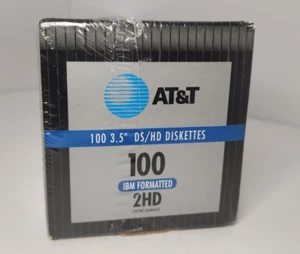 AT&T
100 3.5" DS/HD DISKETTES
100
IBM FORMATTED
2HD